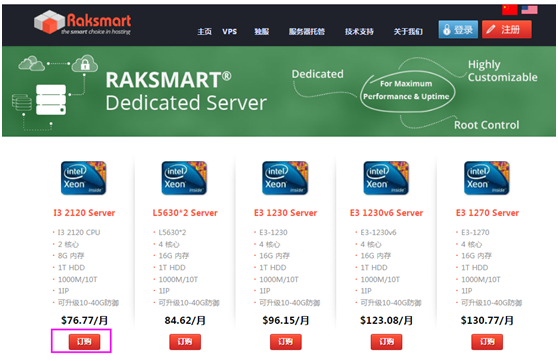 Raksmart
the smart choice in hosting
主页 VPS 独服 服务器托管 技术支持 关于我们 登录 注册
RAKSMART®
Dedicated Server
Dedicated
For Maximum
Performance & Uptime
Highly
Customizable
Root Control
intel
Xeon
inside
I3 2120 Server
I3 2120 CPU
2 核心
8G 内存
1T HDD
1000M/10T
1IP
可升级10-40G防御
$76.77/月
订购
intel
Xeon
inside
L5630*2 Server
L5630*2
4 核心
16G 内存
1T HDD
1000M/10T
1IP
可升级10-40G防御
84.62/月
订购
intel
Xeon
inside
E3 1230 Server
E3-1230
4 核心
16G 内存
1T HDD
1000M/10T
1IP
可升级10-40G防御
$96.15/月
订购
intel
Xeon
inside
E3 1230v6 Server
E3-1230v6
4 核心
16G 内存
1T HDD
1000M/10T
1IP
可升级10-40G防御
$123.08/月
订购
intel
Xeon
inside
E3 1270 Server
E3-1270
4 核心
16G 内存
1T HDD
1000M/10T
1IP
可升级10-40G防御
$130.77/月
订购